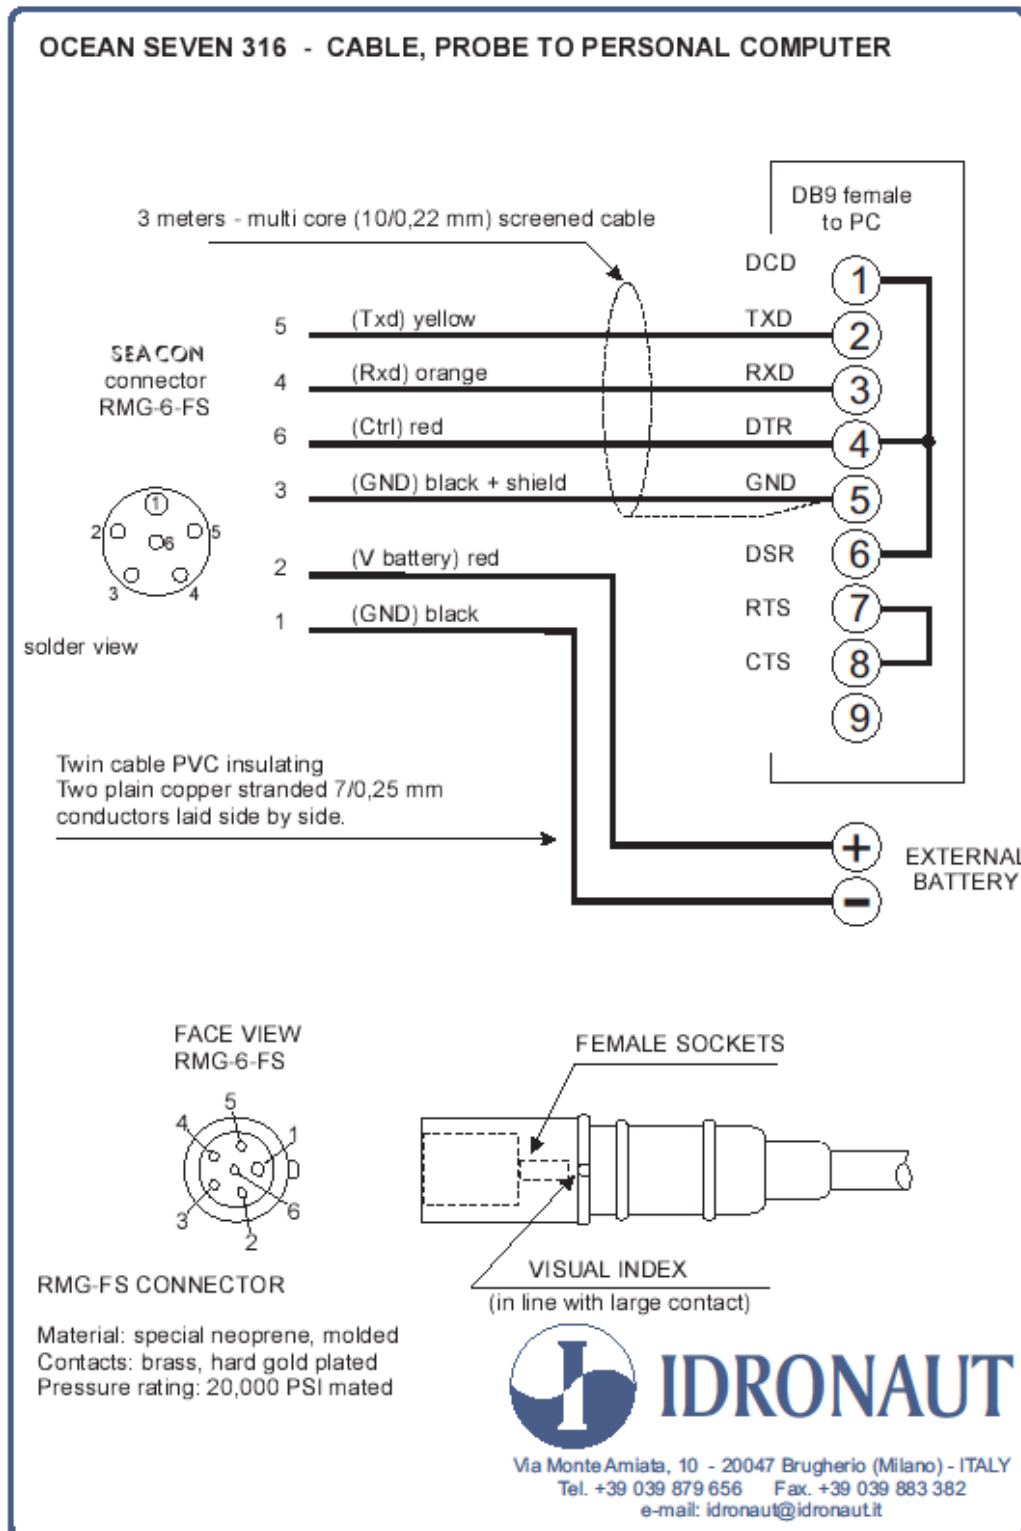 OCEAN SEVEN 316 - CABLE, PROBE TO PERSONAL COMPUTER
DB9 female
to PC
3 meters - multi core (10/0,22 mm) screened cable
DCD
1
5
(Txd) yellow
TXD
2
SEACON
connector
RMG-6-FS
4
(Rxd) orange
RXD
3
6
(Ctrl) red
DTR
4
3
(GND) black + shield
GND
5
1
2
5
6
3
4
2
(V battery) red
DSR
6
1
(GND) black
RTS
7
solder view
CTS
8
9
Twin cable PVC insulating
Two plain copper stranded 7/0,25 mm
conductors laid side by side.
+
-
EXTERNAL
BATTERY
FACE VIEW
RMG-6-FS
5
4
1
3
6
2
FEMALE SOCKETS
VISUAL INDEX
(in line with large contact)
RMG-FS CONNECTOR
Material: special neoprene, molded
Contacts: brass, hard gold plated
Pressure rating: 20,000 PSI mated
I IDRONAUT
Via Monte Amiata, 10 - 20047 Brugherio (Milano) - ITALY
Tel. +39 039 879 656 Fax. +39 039 883 382
e-mail: idronaut@idronaut.it